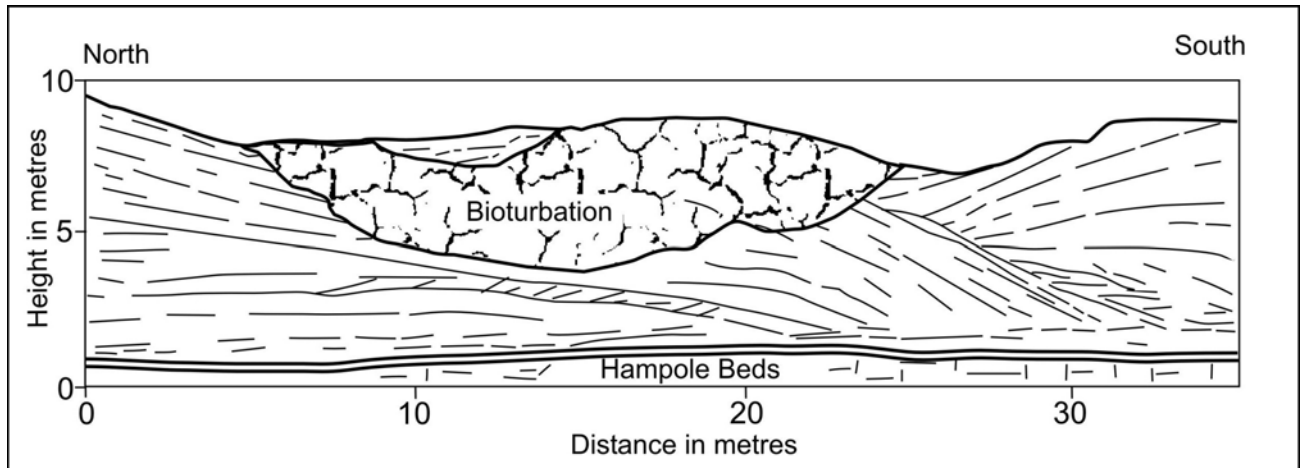 North
South
10
5
0
Height in metres
Bioturbation
Hampole Beds
0
10
20
30
Distance in metres